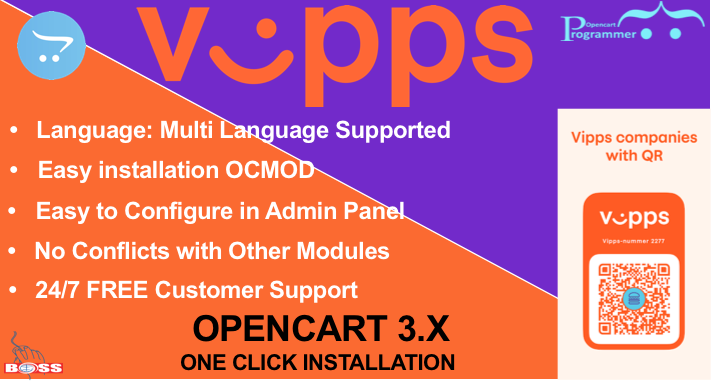 vipps
Opencart
Programmer
• Language: Multi Language Supported
• Easy installation OCMOD
• Easy to Configure in Admin Panel
• No Conflicts with Other Modules
• 24/7 FREE Customer Support
Vipps companies
with QR
vipps
Vipps-nummer 2277
OPENCART 3.X
ONE CLICK INSTALLATION
BOSS